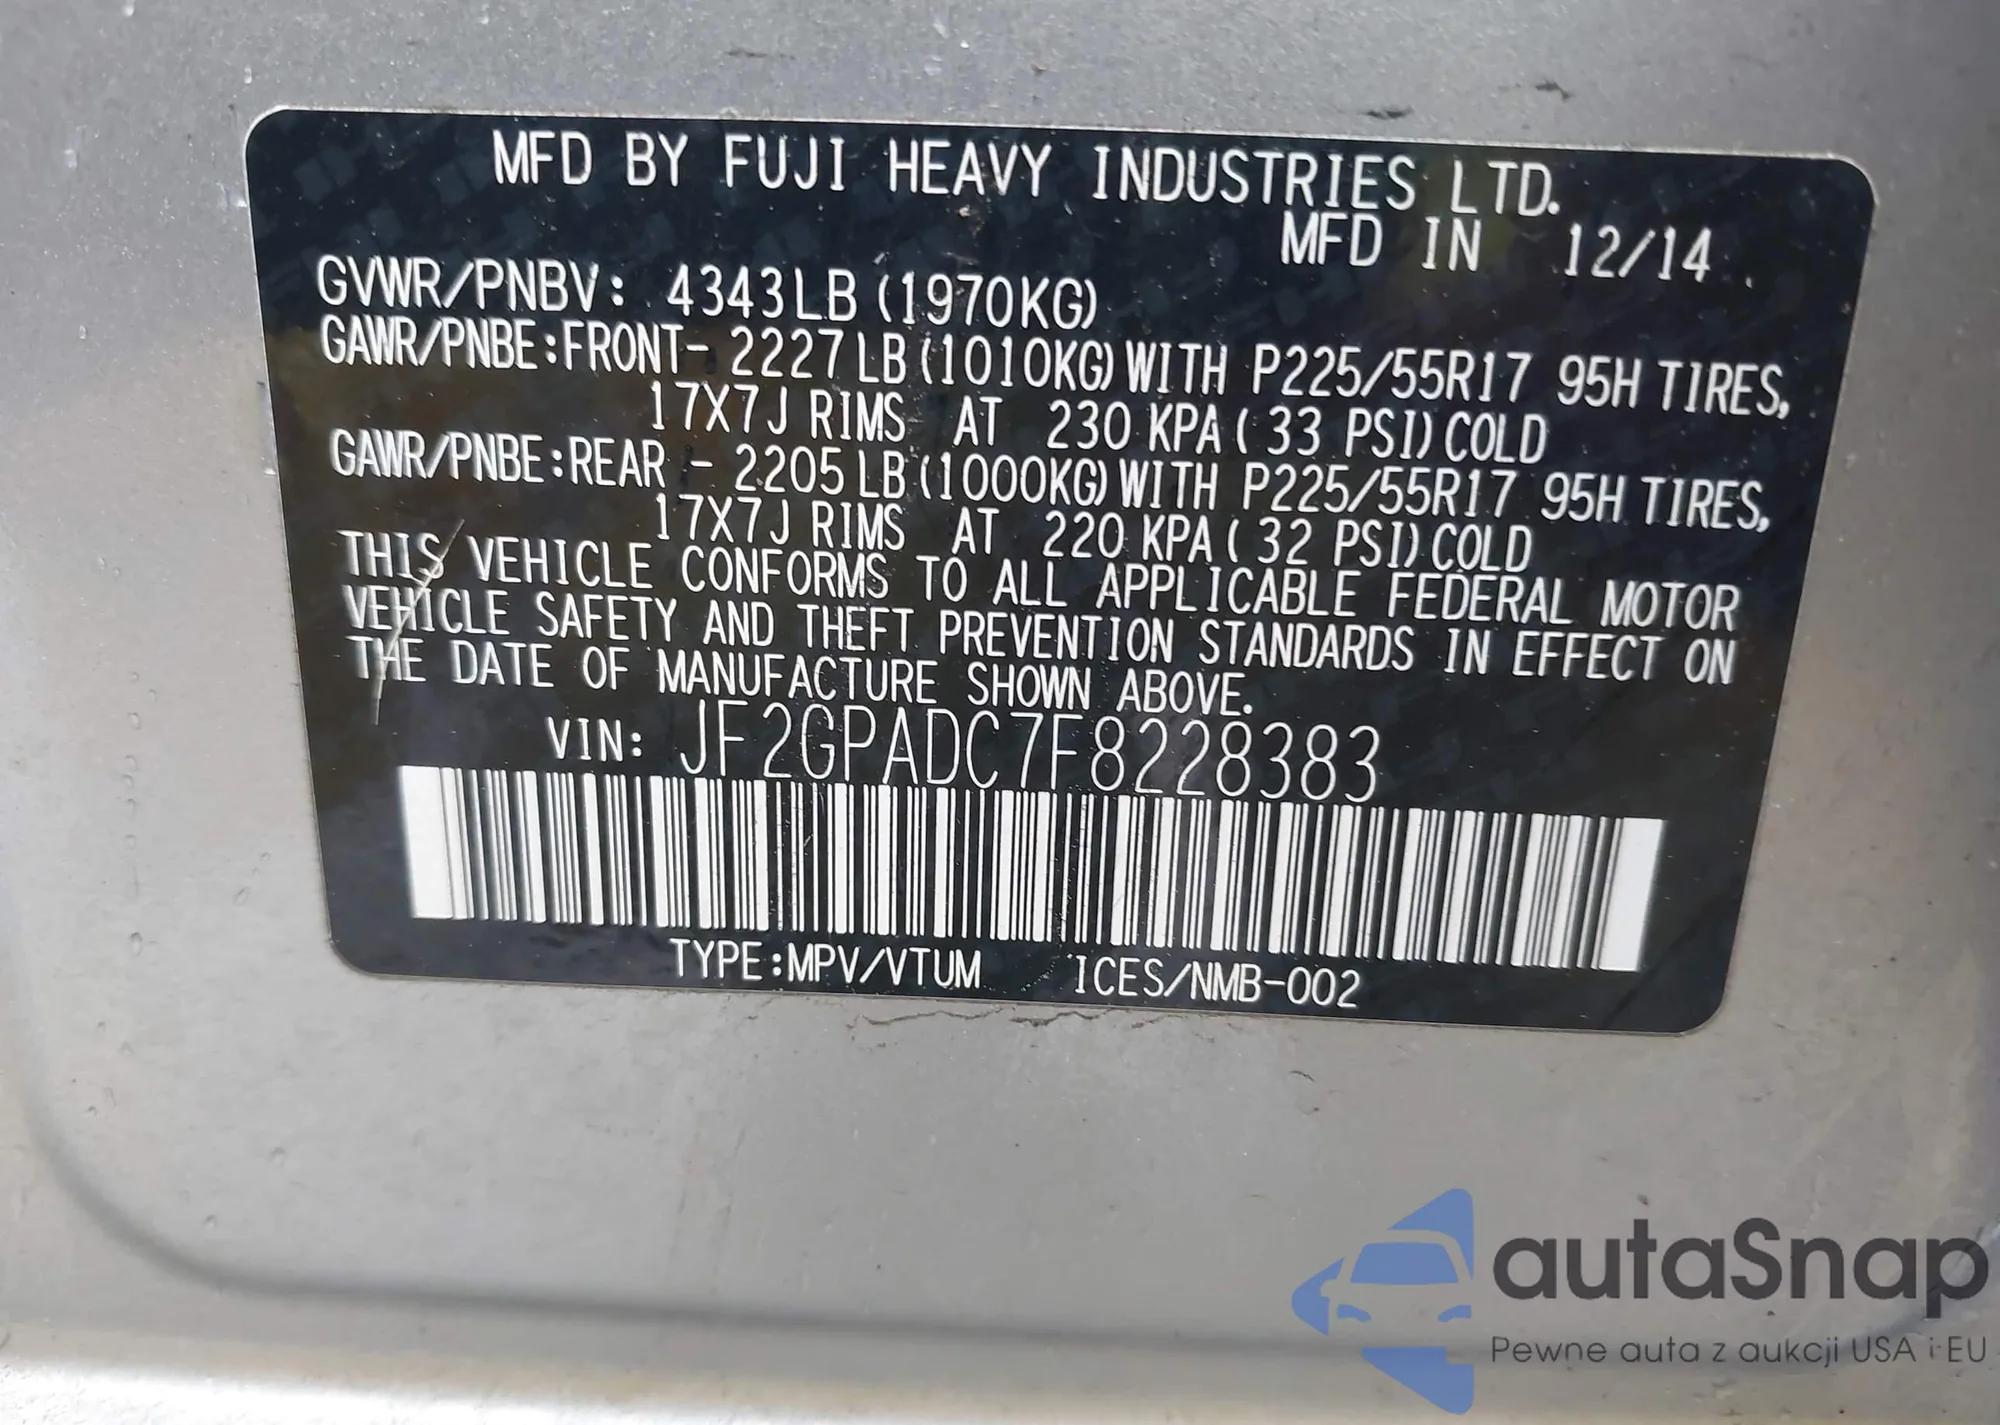 MFD BY FUJI HEAVY INDUSTRIES LTD.
MFD IN 12/14
GVWR/PNBV: 4343LB (1970KG)
GAWR/PNBE:FRONT- 2227LB (1010KG) WITH P225/55R17 95H TIRES,
17X7J RIMS AT 230 KPA ( 33 PSI) COLD
GAWR/PNBE:REAR - 2205LB (1000KG) WITH P225/55R17 95H TIRES,
17X7J RIMS AT 220 KPA ( 32 PSI) COLD
THIS VEHICLE CONFORMS TO ALL APPLICABLE FEDERAL MOTOR
VEHICLE SAFETY AND THEFT PREVENTION STANDARDS IN EFFECT ON
THE DATE OF MANUFACTURE SHOWN ABOVE.
VIN: JF2GPADC7F8228383
TYPE:MPV/VTUM ICES/NMB-002
autaSnap
Pewne auta z aukcji USA i EU